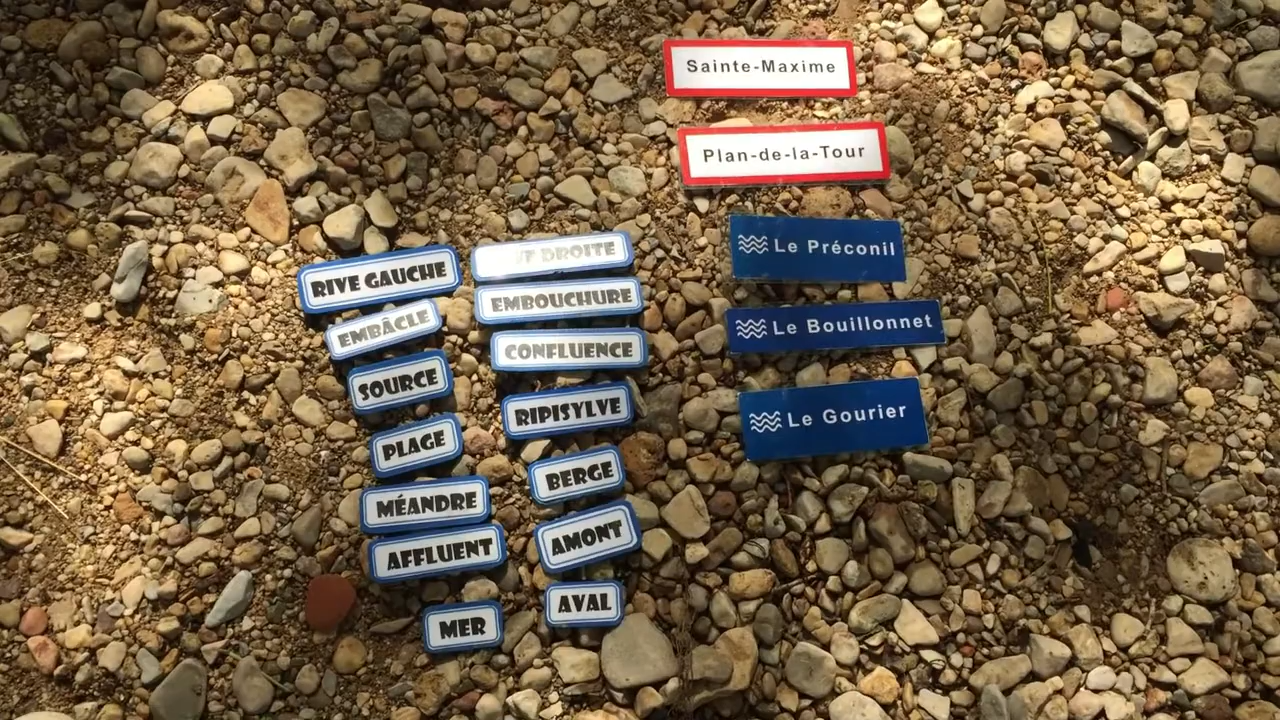 Sainte-Maxime
Plan-de-la-Tour
Le Préconil
Le Bouillonnet
Le Gourier
RIVE GAUCHE
EMBÂCLE
SOURCE
PLAGE
MÉANDRE
AFFLUENT
MER
DROITE
EMBOUCHURE
CONFLUENCE
RIPISYLVE
BERGE
AMONT
AVAL